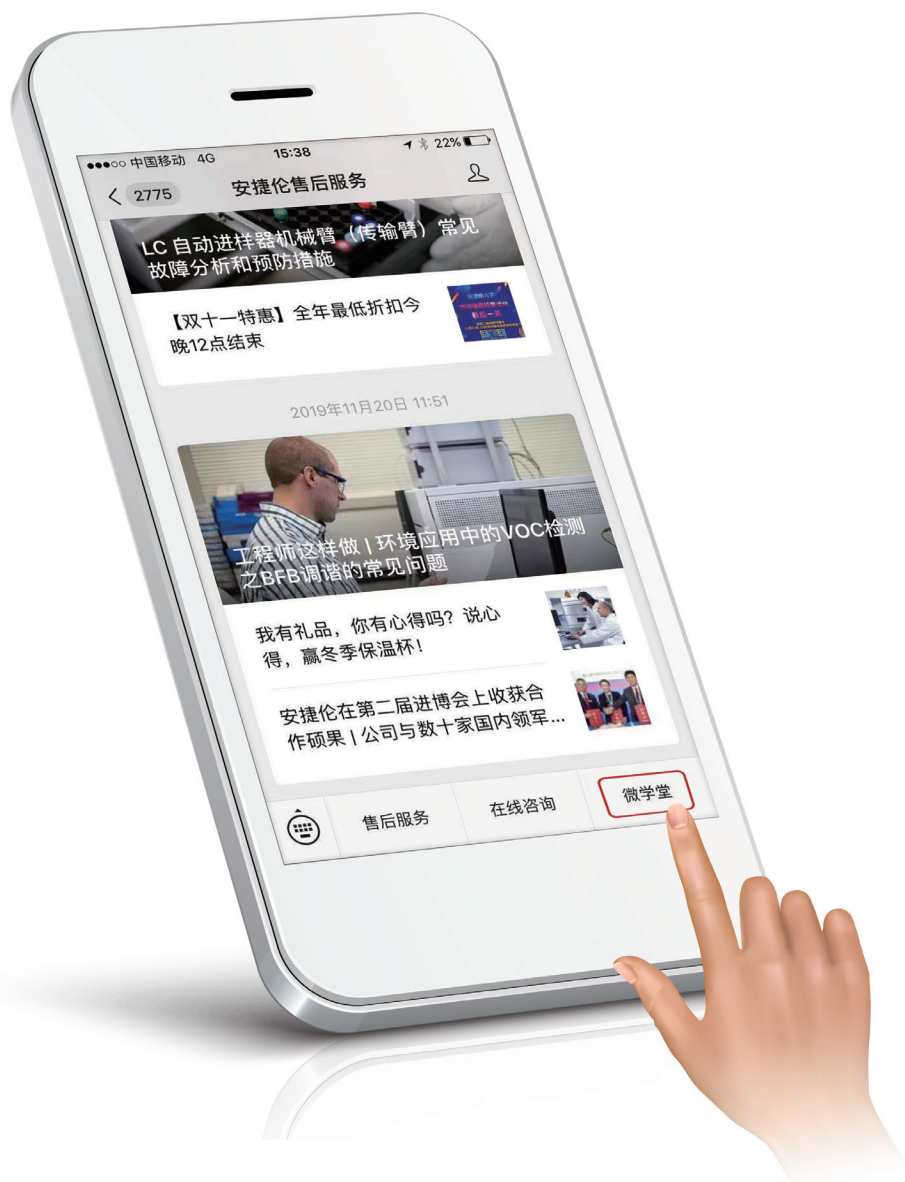 中国移动 4G 15:38 22%
2775 安捷伦售后服务
LC 自动进样器机械臂（传输臂）常见
故障分析和预防措施
【双十一特惠】全年最低折扣今
晚12点结束
最后一天
2019年11月20日 11:51
工程师这样做 | 环境应用中的VOC检测
之BFB调谐的常见问题
我有礼品，你有心得吗？说心
得，赢冬季保温杯！
安捷伦在第二届进博会上收获合
作硕果 | 公司与数十家国内领军...
售后服务 在线咨询 微学堂